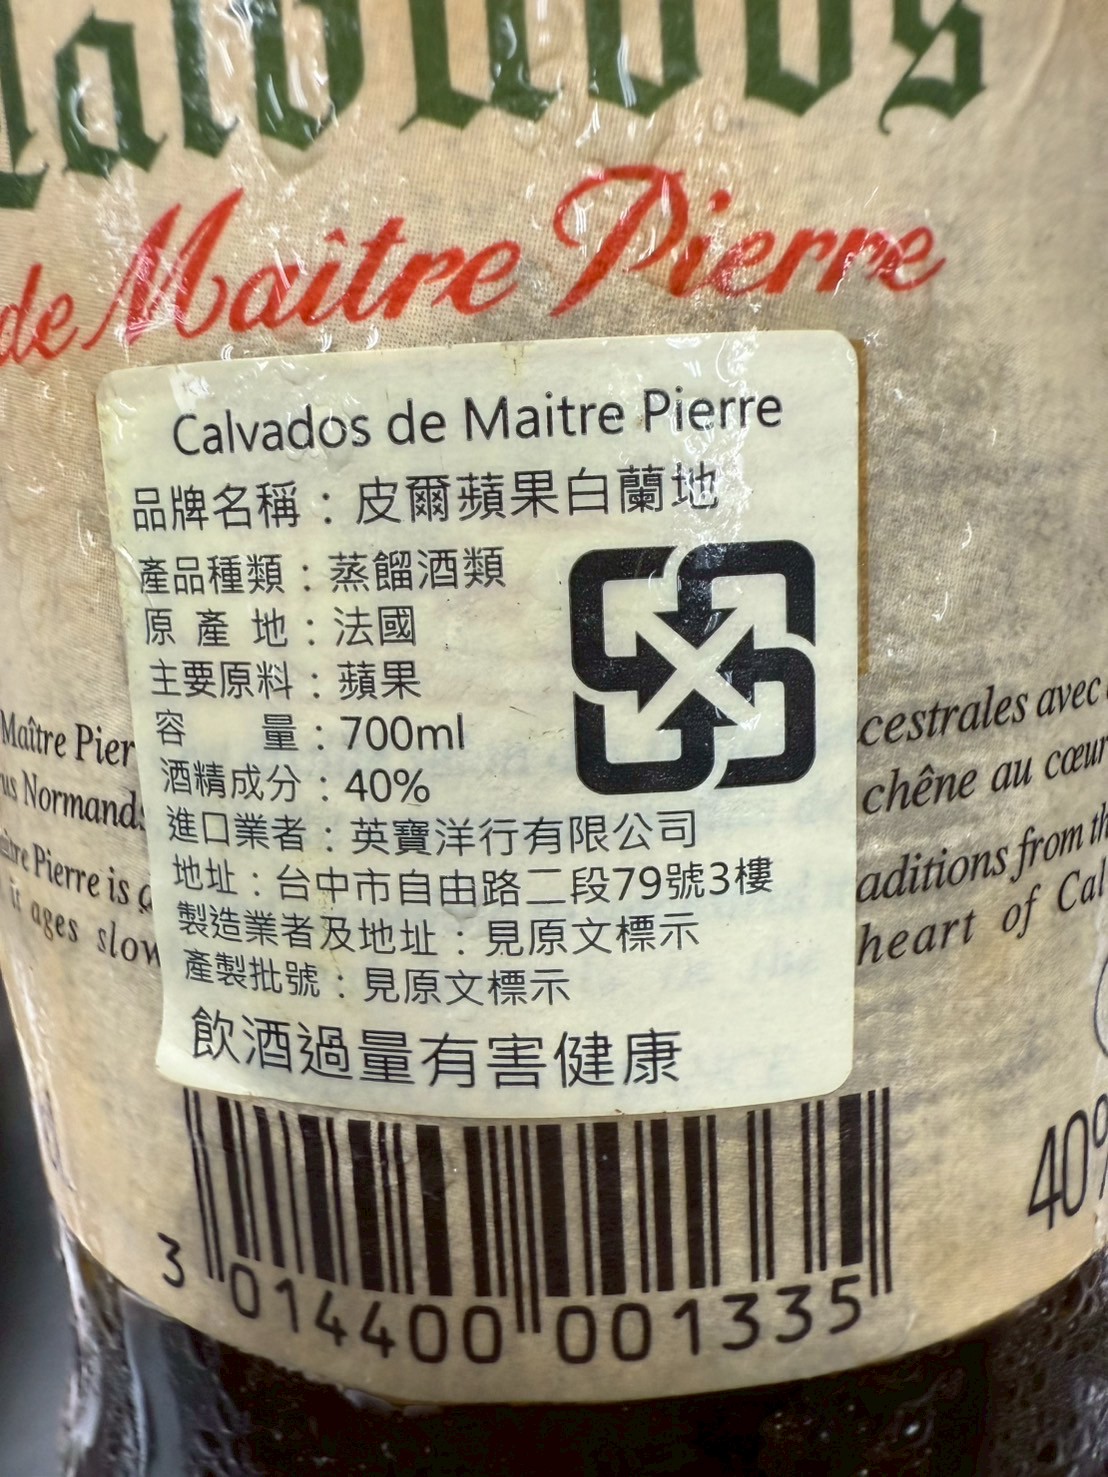 Calvados
de Maître Pierre
Calvados de Maitre Pierre
品牌名稱：皮爾蘋果白蘭地
產品種類：蒸餾酒類
原產地：法國
主要原料：蘋果
容量：700ml
酒精成分：40%
進口業者：英寶洋行有限公司
地址：台中市自由路二段79號3樓
製造業者及地址：見原文標示
產製批號：見原文標示
飲酒過量有害健康
Maître Pier
us Normands
cestrales avec
chêne au cœur
aître Pierre is
it ages slow
aditions from th
heart of Cal
40%
3 014400 001335